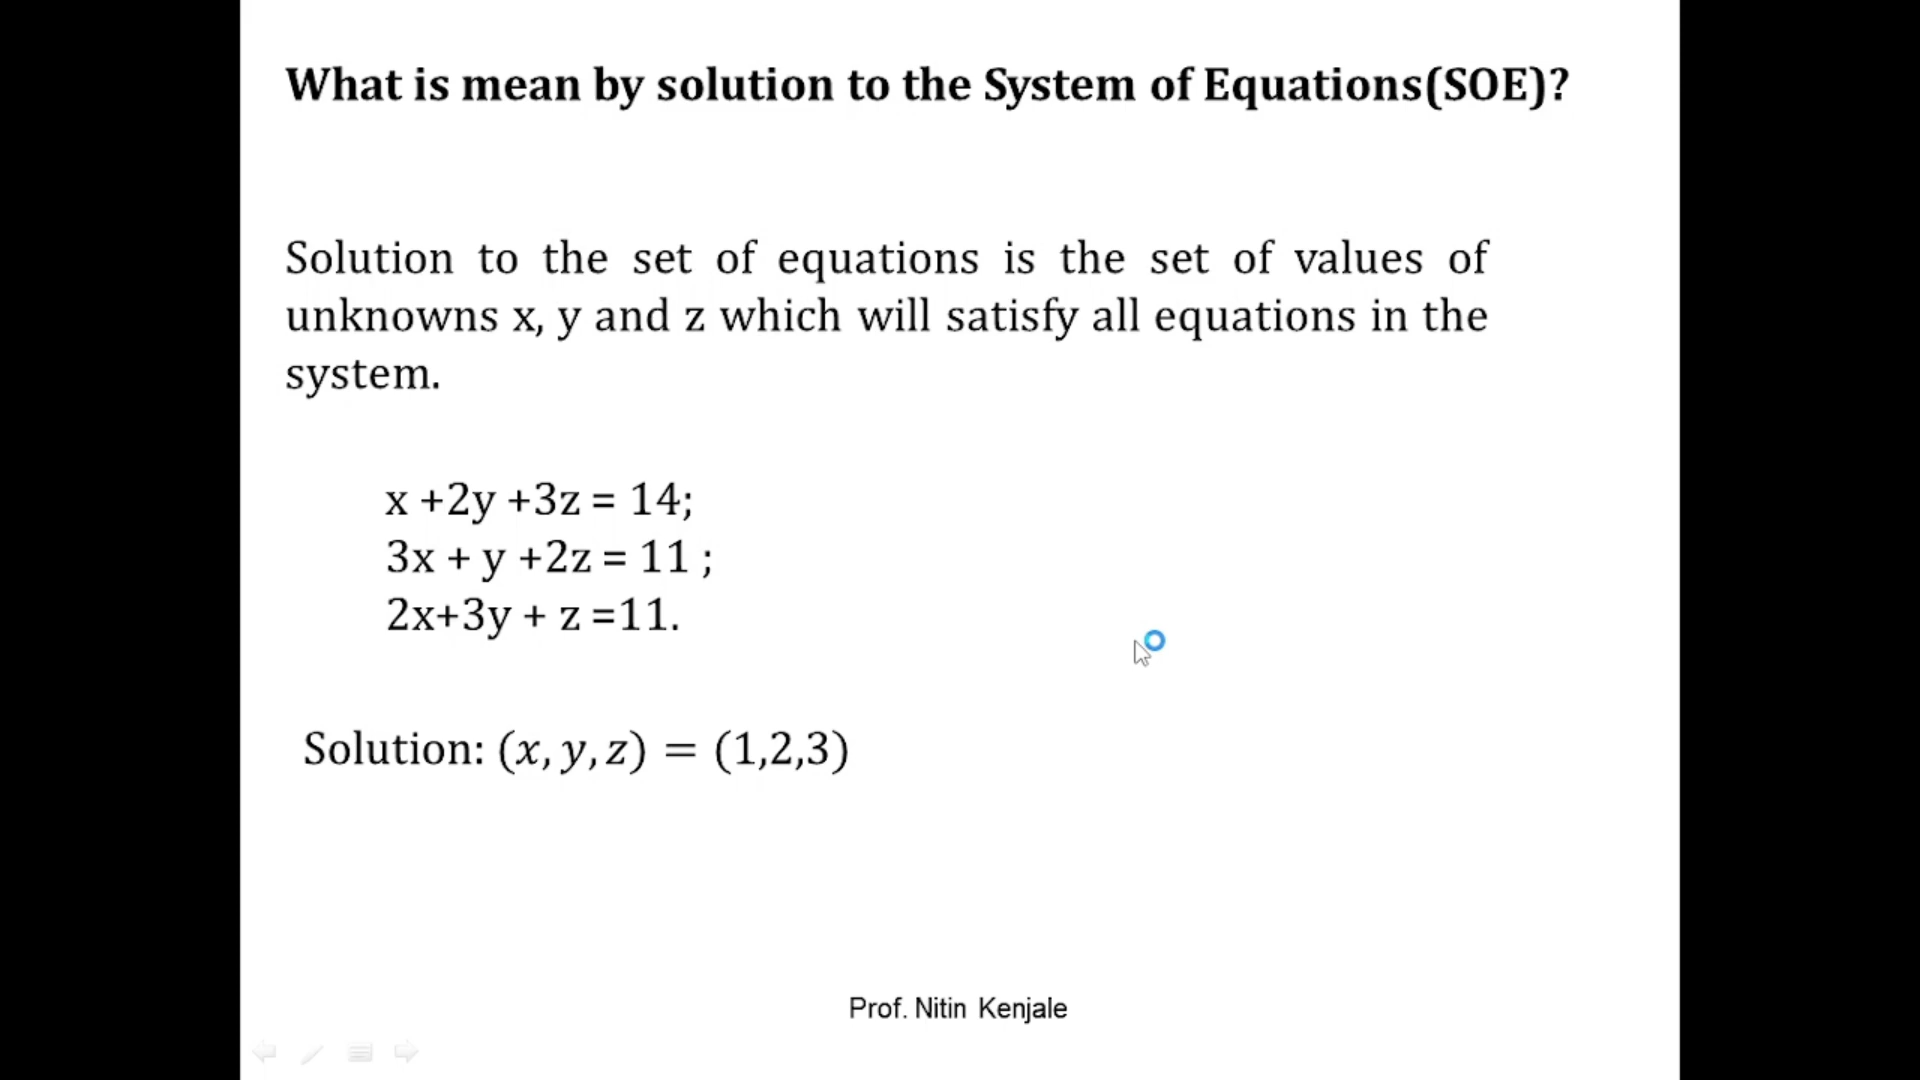 What is mean by solution to the System of Equations(SOE)?
Solution to the set of equations is the set of values of
unknowns x, y and z which will satisfy all equations in the
system.
x +2y +3z = 14;
3x + y +2z = 11 ;
2x+3y + z =11.
Solution: (x, y, z) = (1,2,3)
Prof. Nitin Kenjale